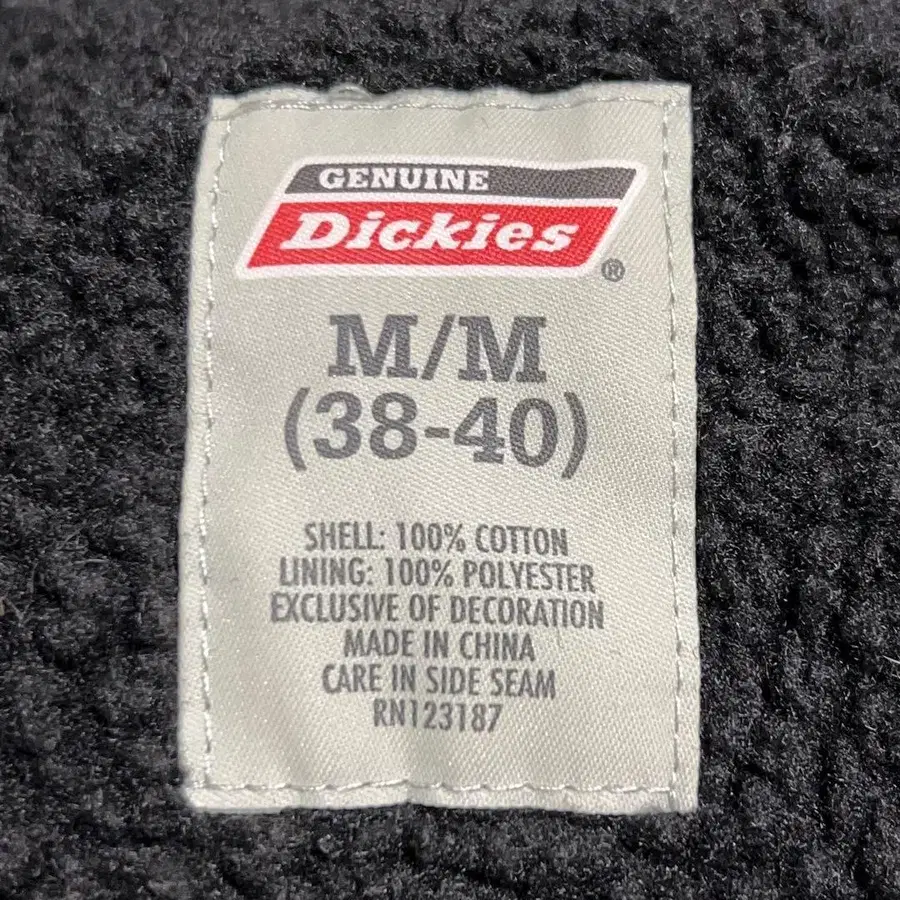 GENUINE
Dickies
®
M/M
(38-40)
SHELL: 100% COTTON
LINING: 100% POLYESTER
EXCLUSIVE OF DECORATION
MADE IN CHINA
CARE IN SIDE SEAM
RN123187